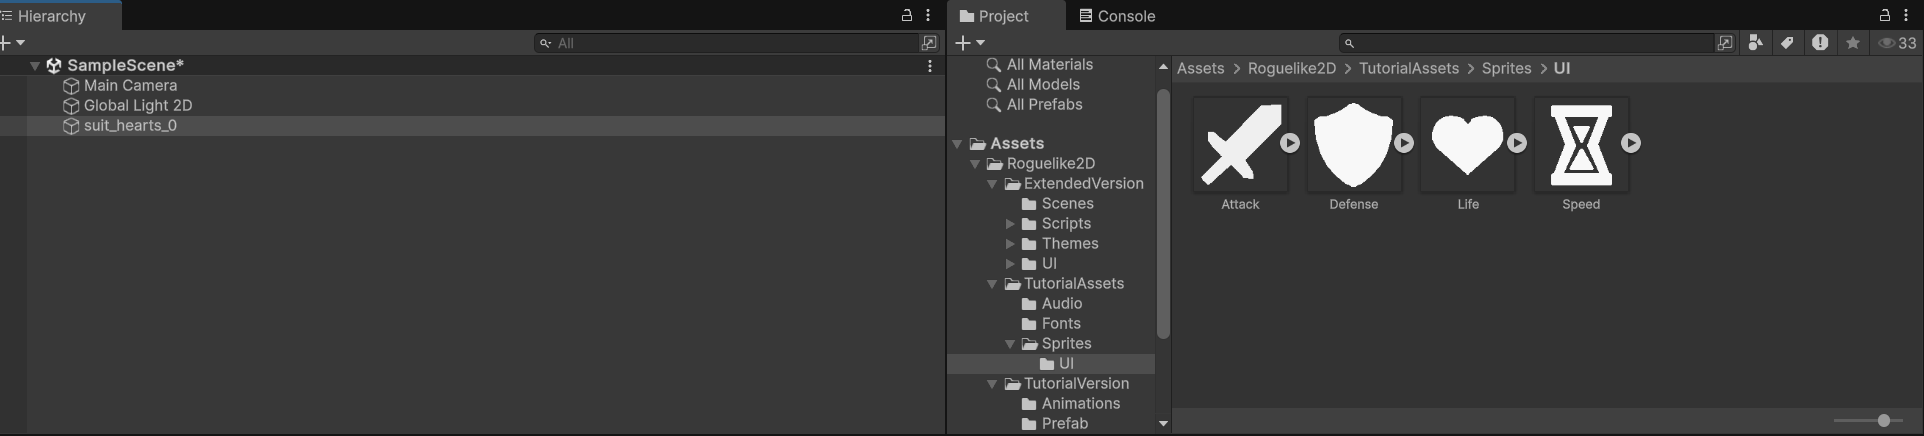 Hierarchy
All
SampleScene*
Main Camera
Global Light 2D
suit_hearts_0
Project
Console
33
All Materials
All Models
All Prefabs
Assets
Roguelike2D
ExtendedVersion
Scenes
Scripts
Themes
UI
TutorialAssets
Audio
Fonts
Sprites
UI
TutorialVersion
Animations
Prefab
Assets > Roguelike2D > TutorialAssets > Sprites > UI
Attack
Defense
Life
Speed